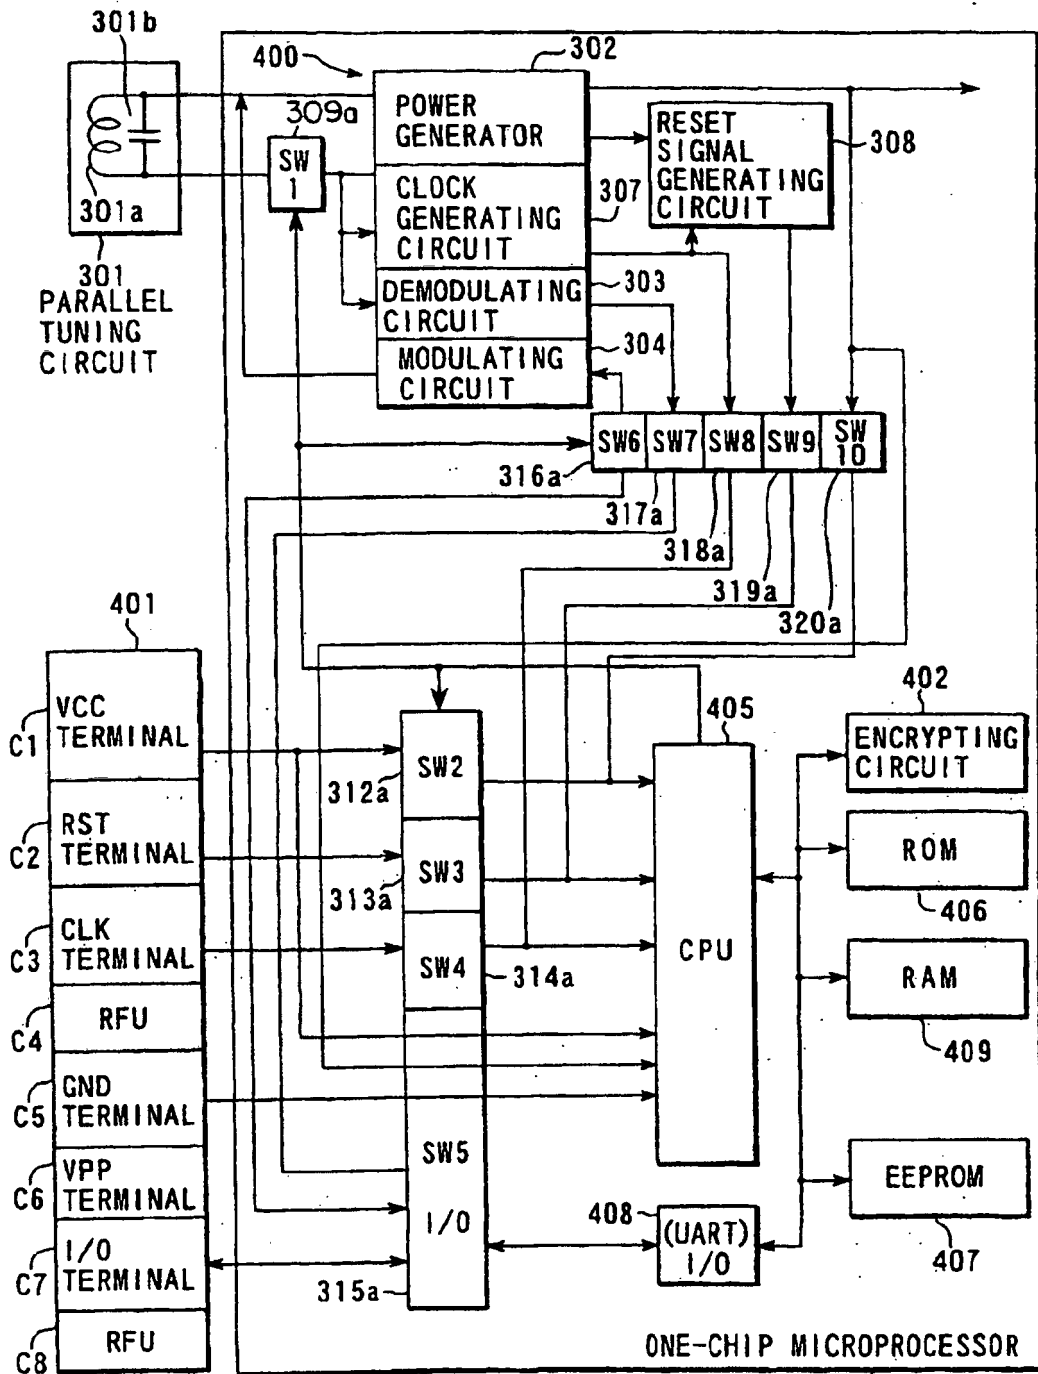 301b
400
302
309a
POWER
GENERATOR
RESET
SIGNAL
GENERATING
CIRCUIT
308
SW
1
301a
CLOCK
GENERATING
CIRCUIT
307
301
PARALLEL
TUNING
CIRCUIT
DEMODULATING
CIRCUIT
303
MODULATING
CIRCUIT
304
SW6
SW7
SW8
SW9
SW
10
316a
317a
318a
319a
320a
401
C1
VCC
TERMINAL
405
402
ENCRYPTING
CIRCUIT
SW2
312a
C2
RST
TERMINAL
ROM
406
SW3
313a
C3
CLK
TERMINAL
CPU
SW4
314a
RAM
409
C4
RFU
C5
GND
TERMINAL
C6
VPP
TERMINAL
SW5
I/O
EEPROM
407
408
(UART)
I/O
C7
I/O
TERMINAL
315a
C8
RFU
ONE-CHIP MICROPROCESSOR